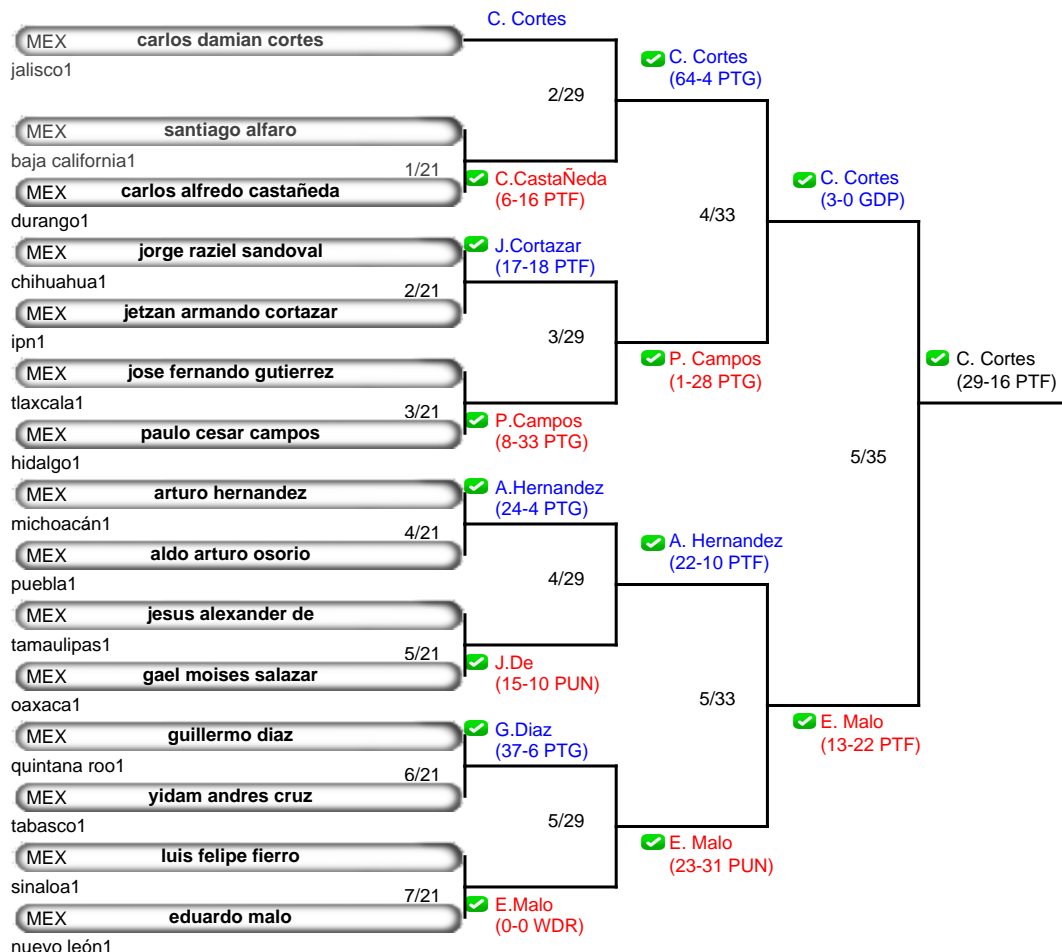 C. Cortes
MEX carlos damian cortes
jalisco1
C. Cortes
(64-4 PTG)
2/29
MEX santiago alfaro
baja california1
1/21
MEX carlos alfredo castañeda
durango1
C.CastaÑeda
(6-16 PTF)
C. Cortes
(3-0 GDP)
4/33
MEX jorge raziel sandoval
chihuahua1
J.Cortazar
(17-18 PTF)
2/21
MEX jetzan armando cortazar
ipn1
3/29
MEX jose fernando gutierrez
tlaxcala1
P. Campos
(1-28 PTG)
C. Cortes
(29-16 PTF)
3/21
MEX paulo cesar campos
hidalgo1
P.Campos
(8-33 PTG)
5/35
MEX arturo hernandez
michoacán1
A.Hernandez
(24-4 PTG)
4/21
MEX aldo arturo osorio
puebla1
A. Hernandez
(22-10 PTF)
4/29
MEX jesus alexander de
tamaulipas1
5/21
MEX gael moises salazar
oaxaca1
J.De
(15-10 PUN)
5/33
MEX guillermo diaz
quintana roo1
G.Diaz
(37-6 PTG)
E. Malo
(13-22 PTF)
6/21
MEX yidam andres cruz
tabasco1
5/29
MEX luis felipe fierro
sinaloa1
E. Malo
(23-31 PUN)
7/21
MEX eduardo malo
nuevo león1
E.Malo
(0-0 WDR)